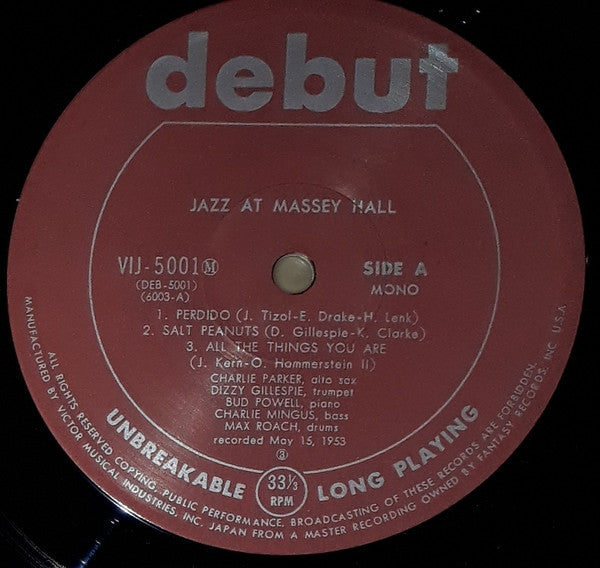 debut
JAZZ AT MASSEY HALL
VIJ-5001Ⓜ
(DEB-5001)
(6003-A)
SIDE A
MONO
1. PERDIDO (J. Tizol-E. Drake-H. Lenk)
2. SALT PEANUTS (D. Gillespie-K. Clarke)
3. ALL THE THINGS YOU ARE
(J. Kern-O. Hammerstein II)
CHARLIE PARKER, alto sax
DIZZY GILLESPIE, trumpet
BUD POWELL, piano
CHARLIE MINGUS, bass
MAX ROACH, drums
recorded May 15, 1953
③
UNBREAKABLE
33⅓
RPM
LONG PLAYING
ALL RIGHTS RESERVED COPYING, PUBLIC PERFORMANCE, BROADCASTING OF THESE RECORDS ARE FORBIDDEN.
MANUFACTURED BY VICTOR MUSICAL INDUSTRIES, INC. JAPAN FROM A MASTER RECORDING OWNED BY FANTASY RECORDS, INC. U.S.A.